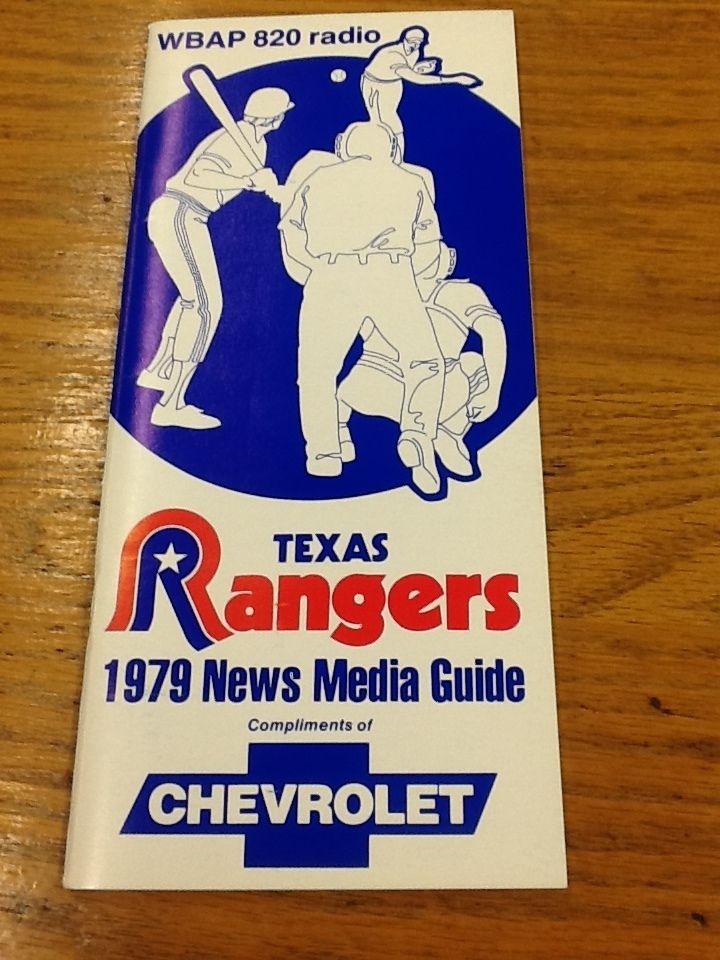 WBAP 820 radio
TEXAS
Rangers
1979 News Media Guide
Compliments of
CHEVROLET